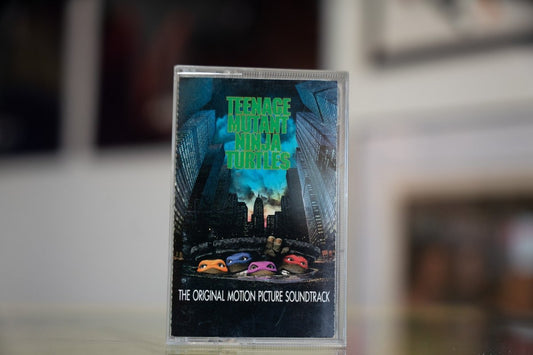 TEENAGE
MUTANT
NINJA
TURTLES
THE ORIGINAL MOTION PICTURE SOUNDTRACK